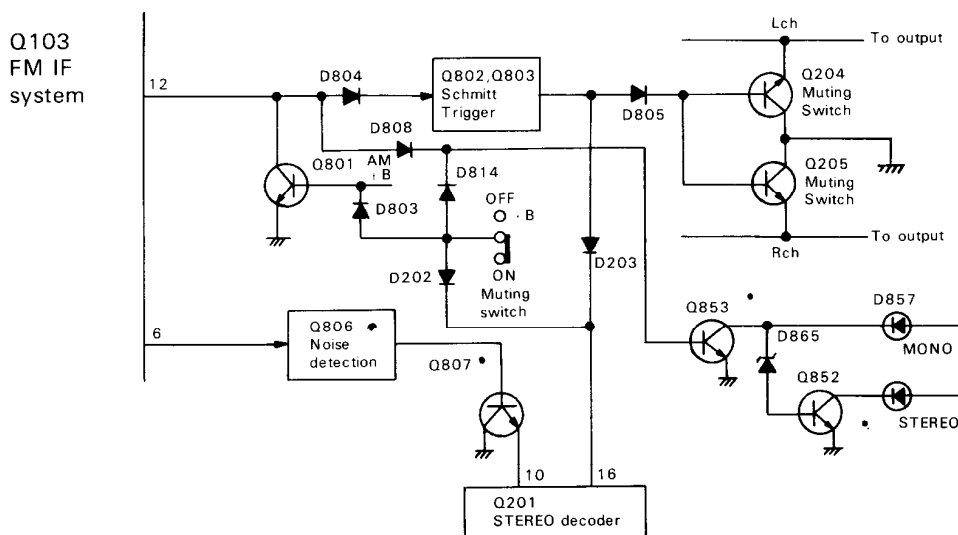 Q103
FM IF
system
12
D804
Q802, Q803
Schmitt
Trigger
D805
Lch
To output
Q204
Muting
Switch
D808
Q801
AM
+B
D814
D803
OFF
+B
ON
Muting
switch
D202
D203
Q205
Muting
Switch
To output
Rch
6
Q806
Noise
detection
Q807
Q853
D865
D857
MONO
Q852
STEREO
10
16
Q201
STEREO decoder